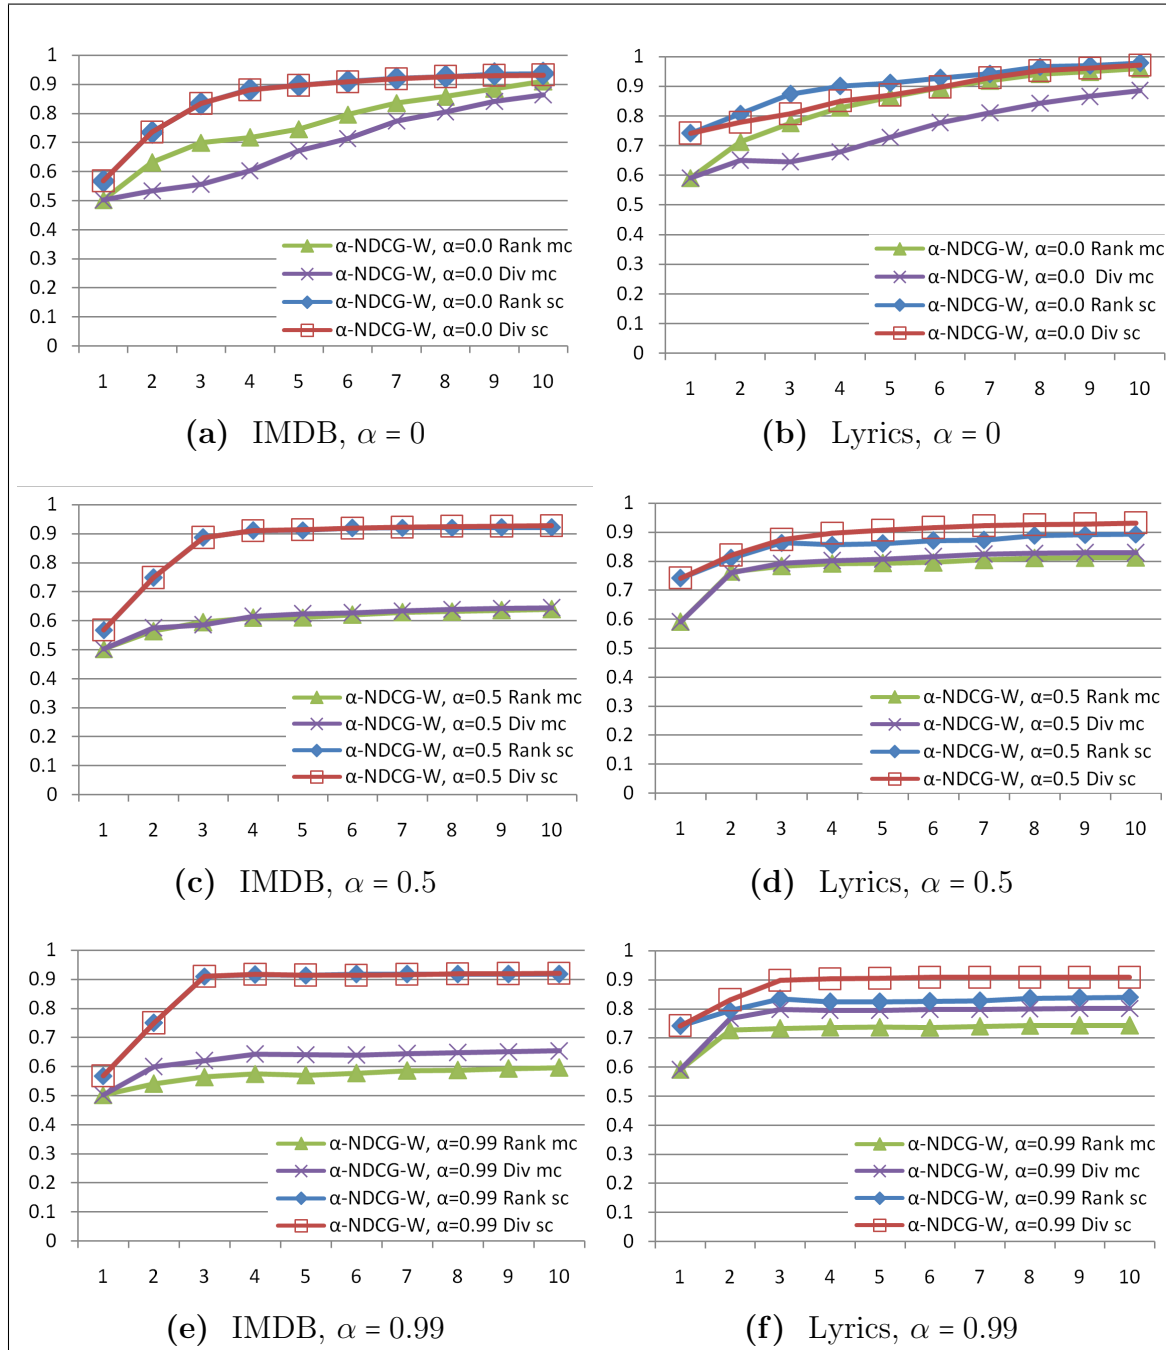 1
0.9
0.8
0.7
0.6
0.5
0.4
0.3
0.2
0.1
0
α-NDCG-W, α=0.0 Rank mc
α-NDCG-W, α=0.0 Div mc
α-NDCG-W, α=0.0 Rank sc
α-NDCG-W, α=0.0 Div sc
1 2 3 4 5 6 7 8 9 10
(a) IMDB, α = 0
1
0.9
0.8
0.7
0.6
0.5
0.4
0.3
0.2
0.1
0
α-NDCG-W, α=0.0 Rank mc
α-NDCG-W, α=0.0 Div mc
α-NDCG-W, α=0.0 Rank sc
α-NDCG-W, α=0.0 Div sc
1 2 3 4 5 6 7 8 9 10
(b) Lyrics, α = 0
1
0.9
0.8
0.7
0.6
0.5
0.4
0.3
0.2
0.1
0
α-NDCG-W, α=0.5 Rank mc
α-NDCG-W, α=0.5 Div mc
α-NDCG-W, α=0.5 Rank sc
α-NDCG-W, α=0.5 Div sc
1 2 3 4 5 6 7 8 9 10
(c) IMDB, α = 0.5
1
0.9
0.8
0.7
0.6
0.5
0.4
0.3
0.2
0.1
0
α-NDCG-W, α=0.5 Rank mc
α-NDCG-W, α=0.5 Div mc
α-NDCG-W, α=0.5 Rank sc
α-NDCG-W, α=0.5 Div sc
1 2 3 4 5 6 7 8 9 10
(d) Lyrics, α = 0.5
1
0.9
0.8
0.7
0.6
0.5
0.4
0.3
0.2
0.1
0
α-NDCG-W, α=0.99 Rank mc
α-NDCG-W, α=0.99 Div mc
α-NDCG-W, α=0.99 Rank sc
α-NDCG-W, α=0.99 Div sc
1 2 3 4 5 6 7 8 9 10
(e) IMDB, α = 0.99
1
0.9
0.8
0.7
0.6
0.5
0.4
0.3
0.2
0.1
0
α-NDCG-W, α=0.99 Rank mc
α-NDCG-W, α=0.99 Div mc
α-NDCG-W, α=0.99 Rank sc
α-NDCG-W, α=0.99 Div sc
1 2 3 4 5 6 7 8 9 10
(f) Lyrics, α = 0.99